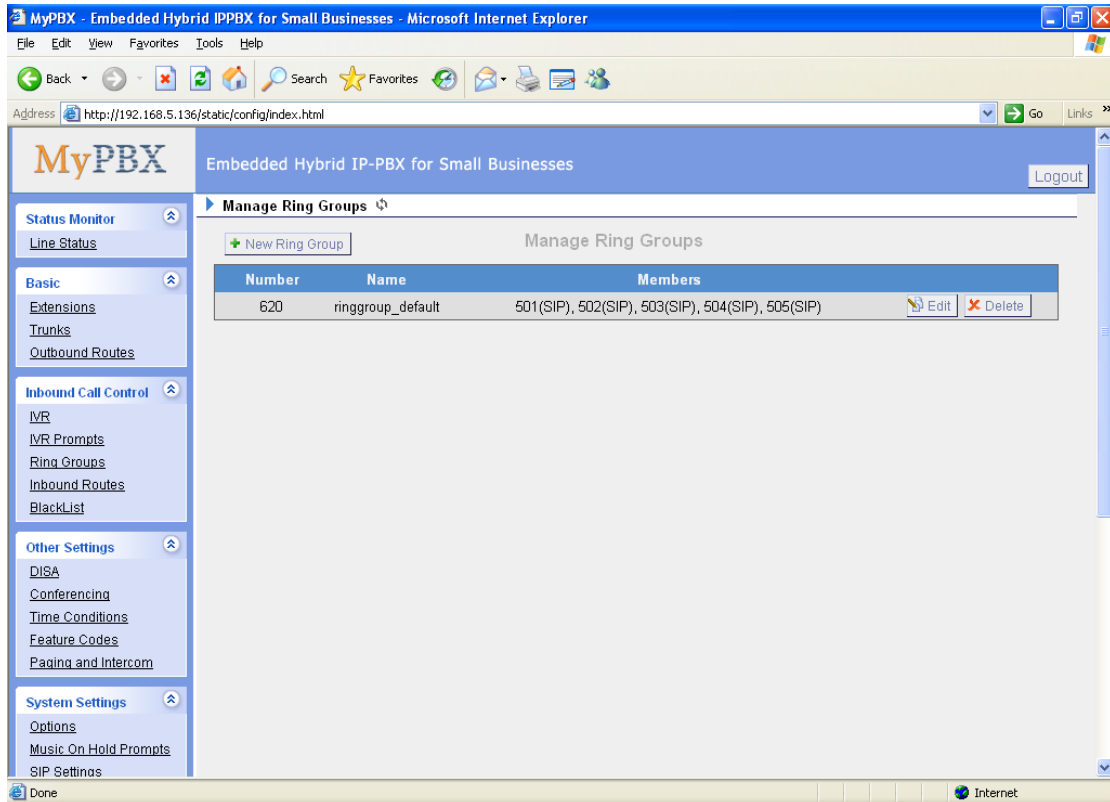 MyPBX - Embedded Hybrid IPPBX for Small Businesses - Microsoft Internet Explorer
File Edit View Favorites Tools Help
Back Search Favorites
Address http://192.168.5.136/static/config/index.html Go Links »
MyPBX
Embedded Hybrid IP-PBX for Small Businesses
Logout
Status Monitor
Line Status
Basic
Extensions
Trunks
Outbound Routes
Inbound Call Control
IVR
IVR Prompts
Ring Groups
Inbound Routes
BlackList
Other Settings
DISA
Conferencing
Time Conditions
Feature Codes
Paging and Intercom
System Settings
Options
Music On Hold Prompts
SIP Settings
Manage Ring Groups
New Ring Group
Manage Ring Groups
Number Name Members
620 ringgroup_default 501(SIP), 502(SIP), 503(SIP), 504(SIP), 505(SIP) Edit Delete
Done Internet